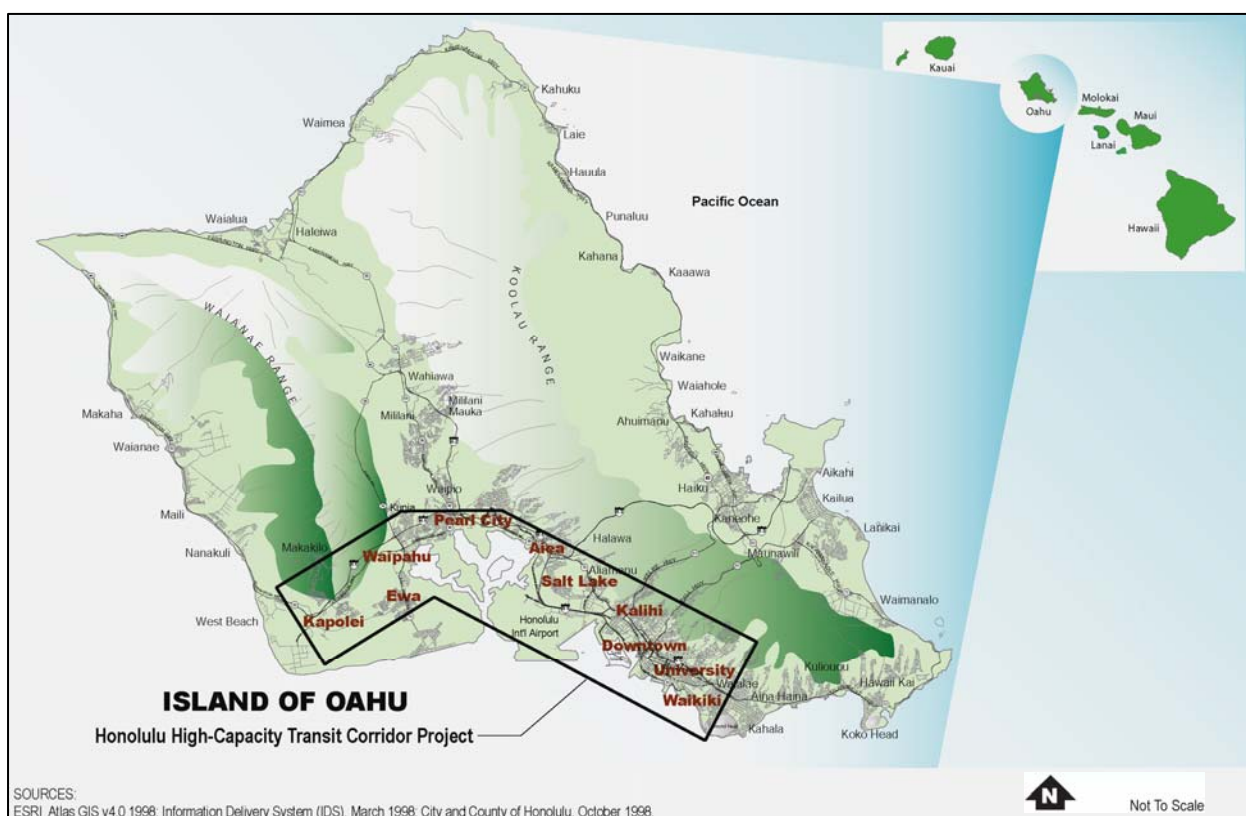 Kauai
Oahu
Molokai
Maui
Lanai
Hawaii
Pacific Ocean
Kahuku
Laie
Waimea
Hauula
Punaluu
Waialua
Haleiwa
Kahana
Kaaawa
KOOLAU RANGE
WAIANAE RANGE
Waikane
Wahiawa
Waiahole
Mililani
Mauka
Makaha
Mililani
Kahaluu
Ahuimanu
Waianae
Aikahi
Waipio
Haiku
Kailua
Maili
Kunia
Kaneohe
Lanikai
Pearl City
Nanakuli
Makakilo
Waipahu
Aiea
Halawa
Maunawili
Aliamanu
Salt Lake
Ewa
Waimanalo
West Beach
Kapolei
Kalihi
Honolulu
Int'l Airport
Downtown
University
Kuliouou
Waialae
Hawaii Kai
Aina Haina
Waikiki
Kahala
Koko Head
ISLAND OF OAHU
Honolulu High-Capacity Transit Corridor Project
SOURCES:
ESRI, Atlas GIS v4.0 1998; Information Delivery System (IDS), March 1998; City and County of Honolulu, October 1998.
N
Not To Scale